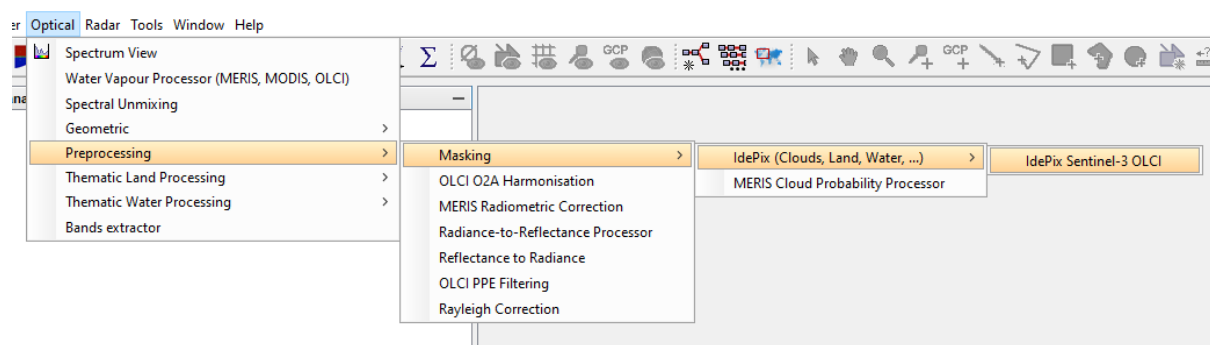 er Optical Radar Tools Window Help
Spectrum View
Water Vapour Processor (MERIS, MODIS, OLCI)
Spectral Unmixing
Geometric
Preprocessing
Thematic Land Processing
Thematic Water Processing
Bands extractor
Masking
OLCI O2A Harmonisation
MERIS Radiometric Correction
Radiance-to-Reflectance Processor
Reflectance to Radiance
OLCI PPE Filtering
Rayleigh Correction
IdePix (Clouds, Land, Water, ...)
MERIS Cloud Probability Processor
IdePix Sentinel-3 OLCI
Σ
GCP
GCP
ana